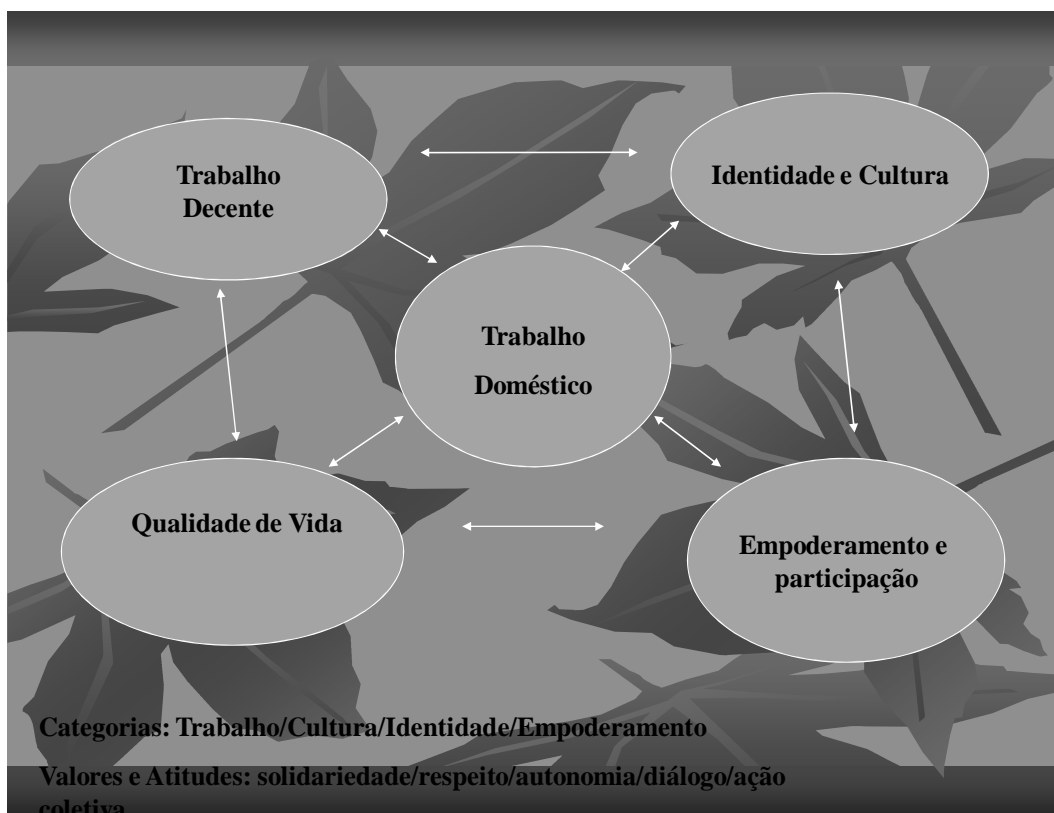 Trabalho
Decente
Identidade e Cultura
Trabalho
Doméstico
Qualidade de Vida
Empoderamento e
participação
Categorias: Trabalho/Cultura/Identidade/Empoderamento
Valores e Atitudes: solidariedade/respeito/autonomia/diálogo/ação
coletiva